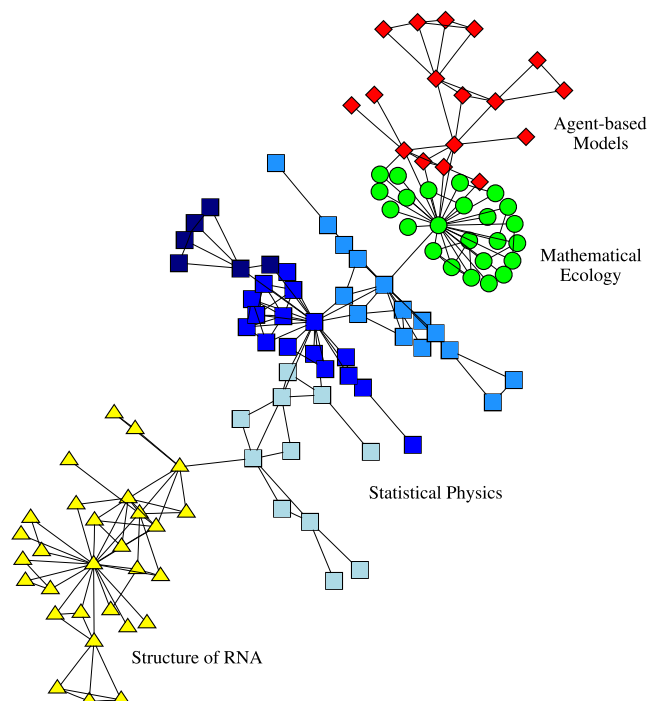 Agent-based
Models
Mathematical
Ecology
Statistical Physics
Structure of RNA